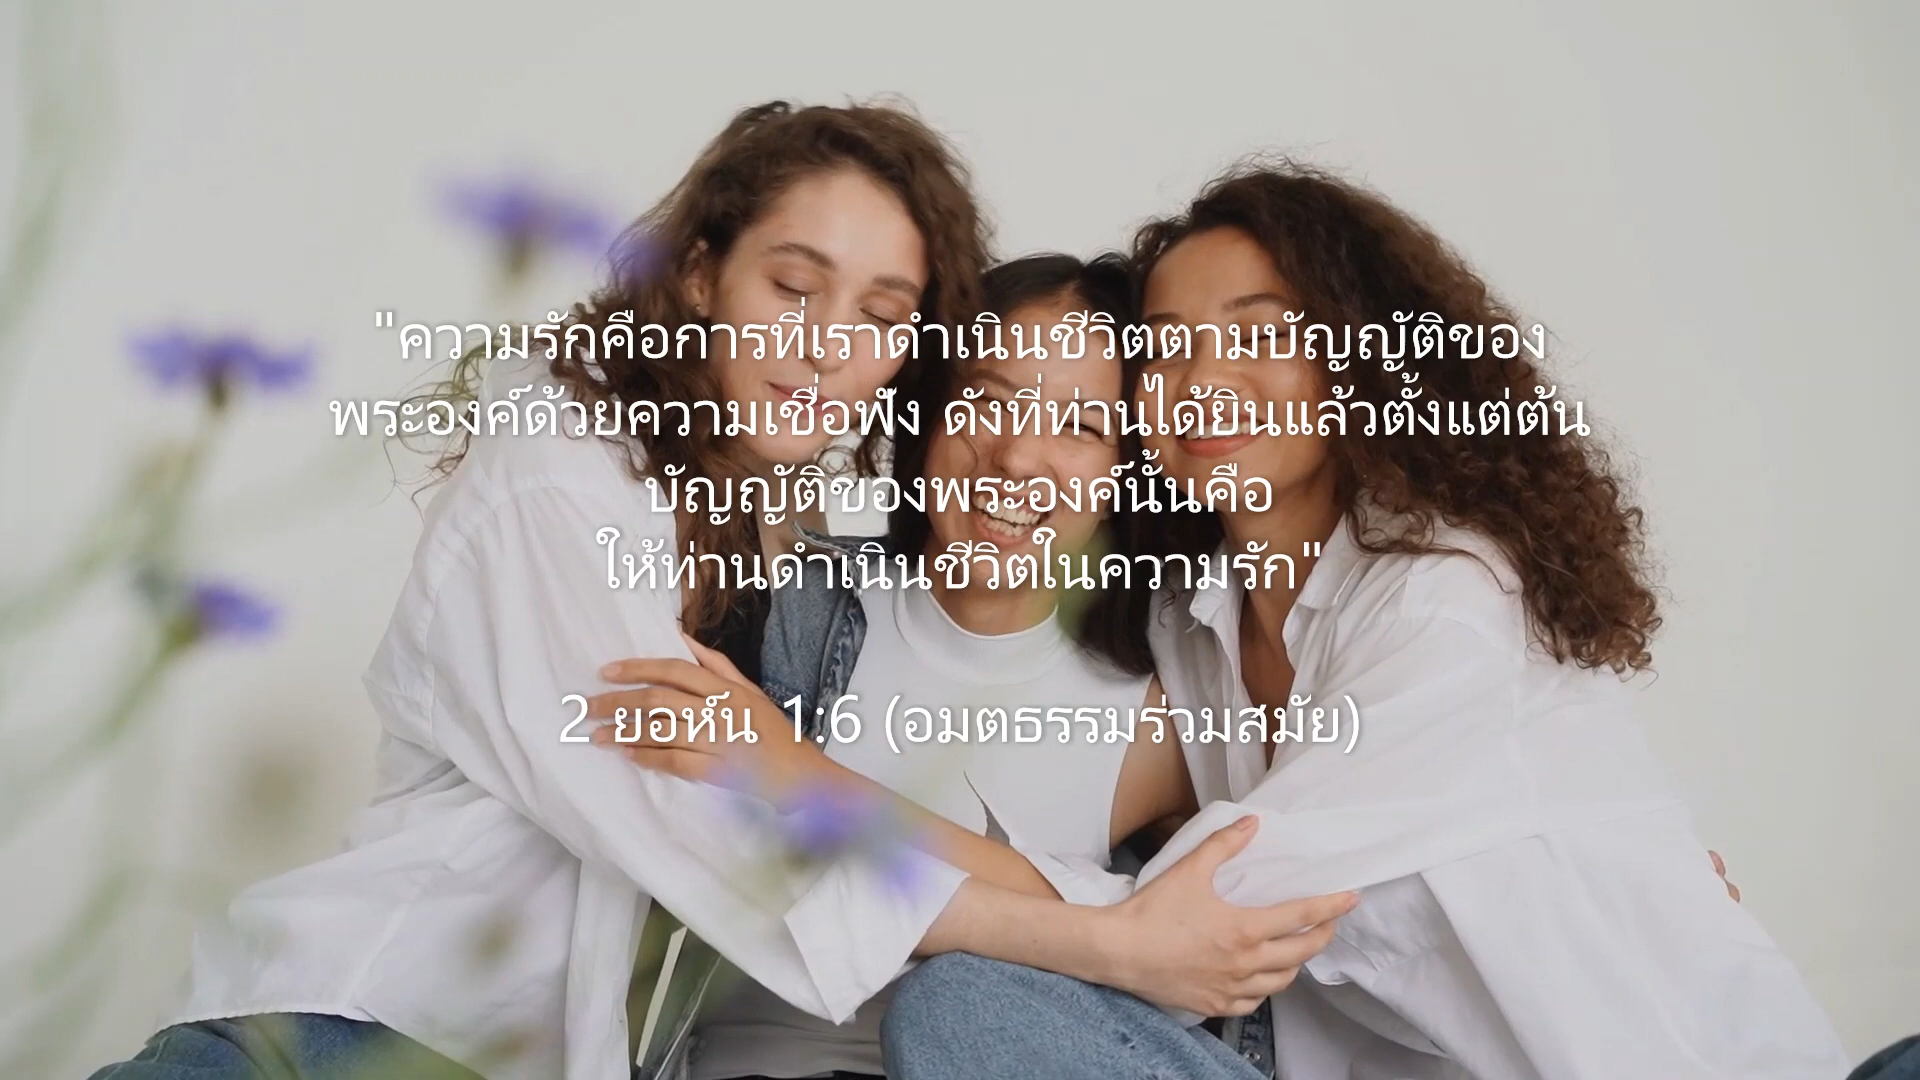 "ความรักคือการที่เราดำเนินชีวิตตามบัญญัติของ
พระองค์ด้วยความเชื่อฟัง ดังที่ท่านได้ยินแล้วตั้งแต่ต้น
บัญญัติของพระองค์นั้นคือ
ให้ท่านดำเนินชีวิตในความรัก"
2 ยอห์น 1:6 (อมตธรรมร่วมสมัย)